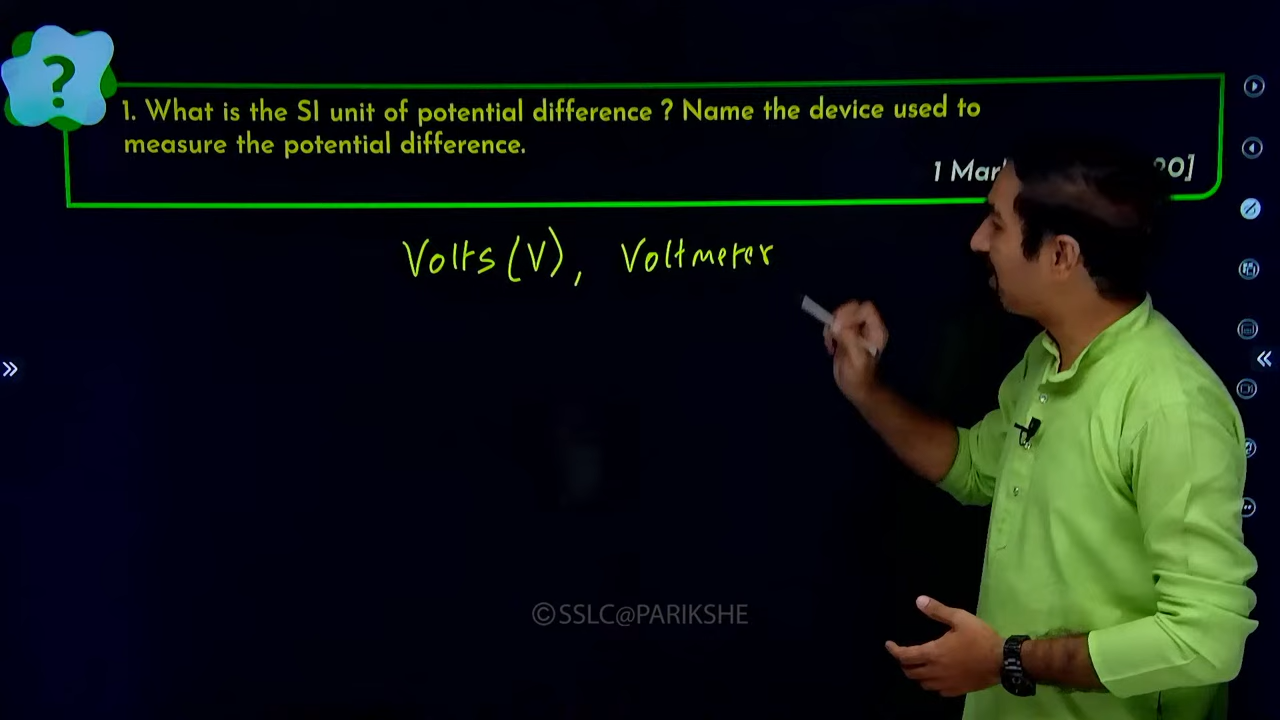 ?
1. What is the SI unit of potential difference ? Name the device used to
measure the potential difference.
1 Mar 20]
Volts (V), Voltmeter
©SSLC@PARIKSHE